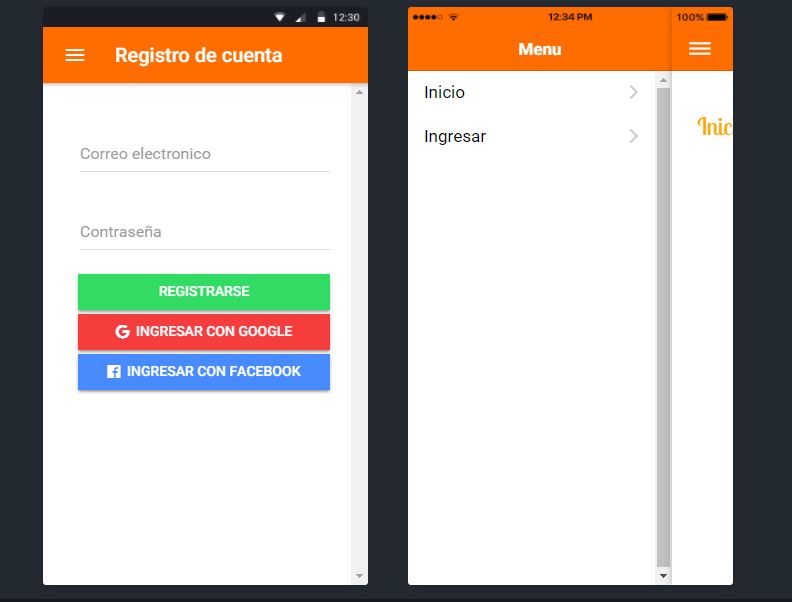 12:30
Registro de cuenta
Correo electronico
Contraseña
REGISTRARSE
INGRESAR CON GOOGLE
INGRESAR CON FACEBOOK
12:34 PM
100%
Menu
Inicio
Ingresar
Inic